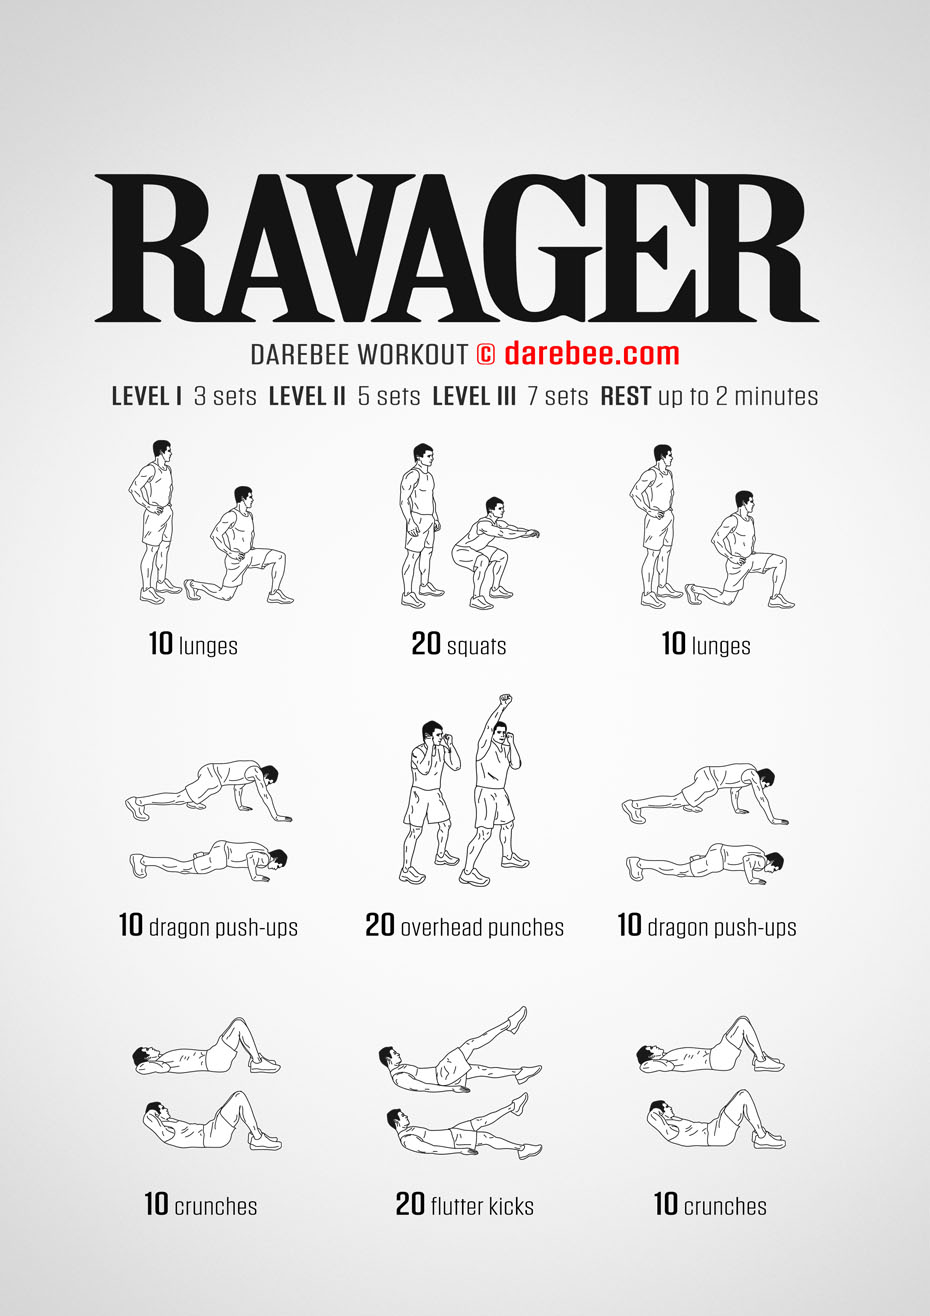 RAVAGER
DAREBEE WORKOUT © darebee.com
LEVEL I 3 sets LEVEL II 5 sets LEVEL III 7 sets REST up to 2 minutes
10 lunges
20 squats
10 lunges
10 dragon push-ups
20 overhead punches
10 dragon push-ups
10 crunches
20 flutter kicks
10 crunches